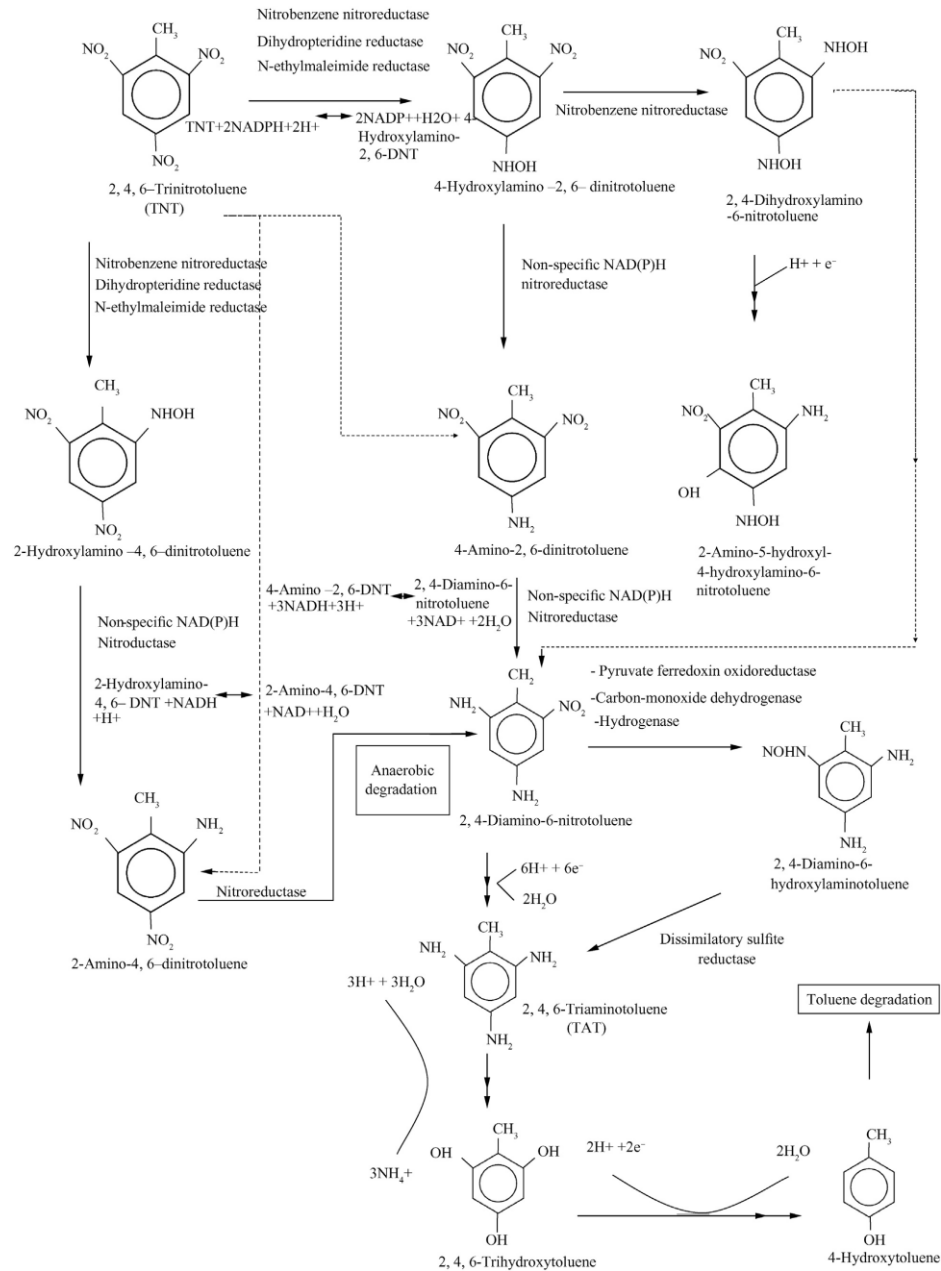 Nitrobenzene nitroreductase
Dihydropteridine reductase
N-ethylmaleimide reductase
CH3
NO2
NO2
NO2
2, 4, 6–Trinitrotoluene
(TNT)
TNT+2NADPH+2H+
2NADP++H2O+ 4-
Hydroxylamino-
2, 6-DNT
CH3
NO2
NO2
NHOH
4-Hydroxylamino –2, 6– dinitrotoluene
Nitrobenzene nitroreductase
CH3
NO2
NHOH
NHOH
2, 4-Dihydroxylamino
-6-nitrotoluene
Nitrobenzene nitroreductase
Dihydropteridine reductase
N-ethylmaleimide reductase
Non-specific NAD(P)H
nitroreductase
H+ + e−
CH3
NO2
NHOH
NO2
2-Hydroxylamino –4, 6–dinitrotoluene
CH3
NO2
NO2
NH2
4-Amino-2, 6-dinitrotoluene
CH3
NO2
NH2
OH
NHOH
2-Amino-5-hydroxyl-
4-hydroxylamino-6-
nitrotoluene
4-Amino –2, 6-DNT
+3NADH+3H+
2, 4-Diamino-6-
nitrotoluene
+3NAD+ +2H2O
Non-specific NAD(P)H
Nitroreductase
Non-specific NAD(P)H
Nitroductase
2-Hydroxylamino-
4, 6– DNT +NADH
+H+
2-Amino-4, 6-DNT
+NAD++H2O
CH2
NH2
NO2
NH2
2, 4-Diamino-6-nitrotoluene
- Pyruvate ferredoxin oxidoreductase
-Carbon-monoxide dehydrogenase
-Hydrogenase
Anaerobic
degradation
CH3
NOHN
NH2
NH2
2, 4-Diamino-6-
hydroxylaminotoluene
CH3
NO2
NH2
NO2
2-Amino-4, 6–dinitrotoluene
Nitroreductase
6H+ + 6e−
2H2O
Dissimilatory sulfite
reductase
CH3
NH2
NH2
NH2
2, 4, 6-Triaminotoluene
(TAT)
3H+ + 3H2O
3NH4+
Toluene degradation
CH3
OH
OH
OH
2, 4, 6-Trihydroxytoluene
2H+ +2e−
2H2O
CH3
OH
4-Hydroxytoluene